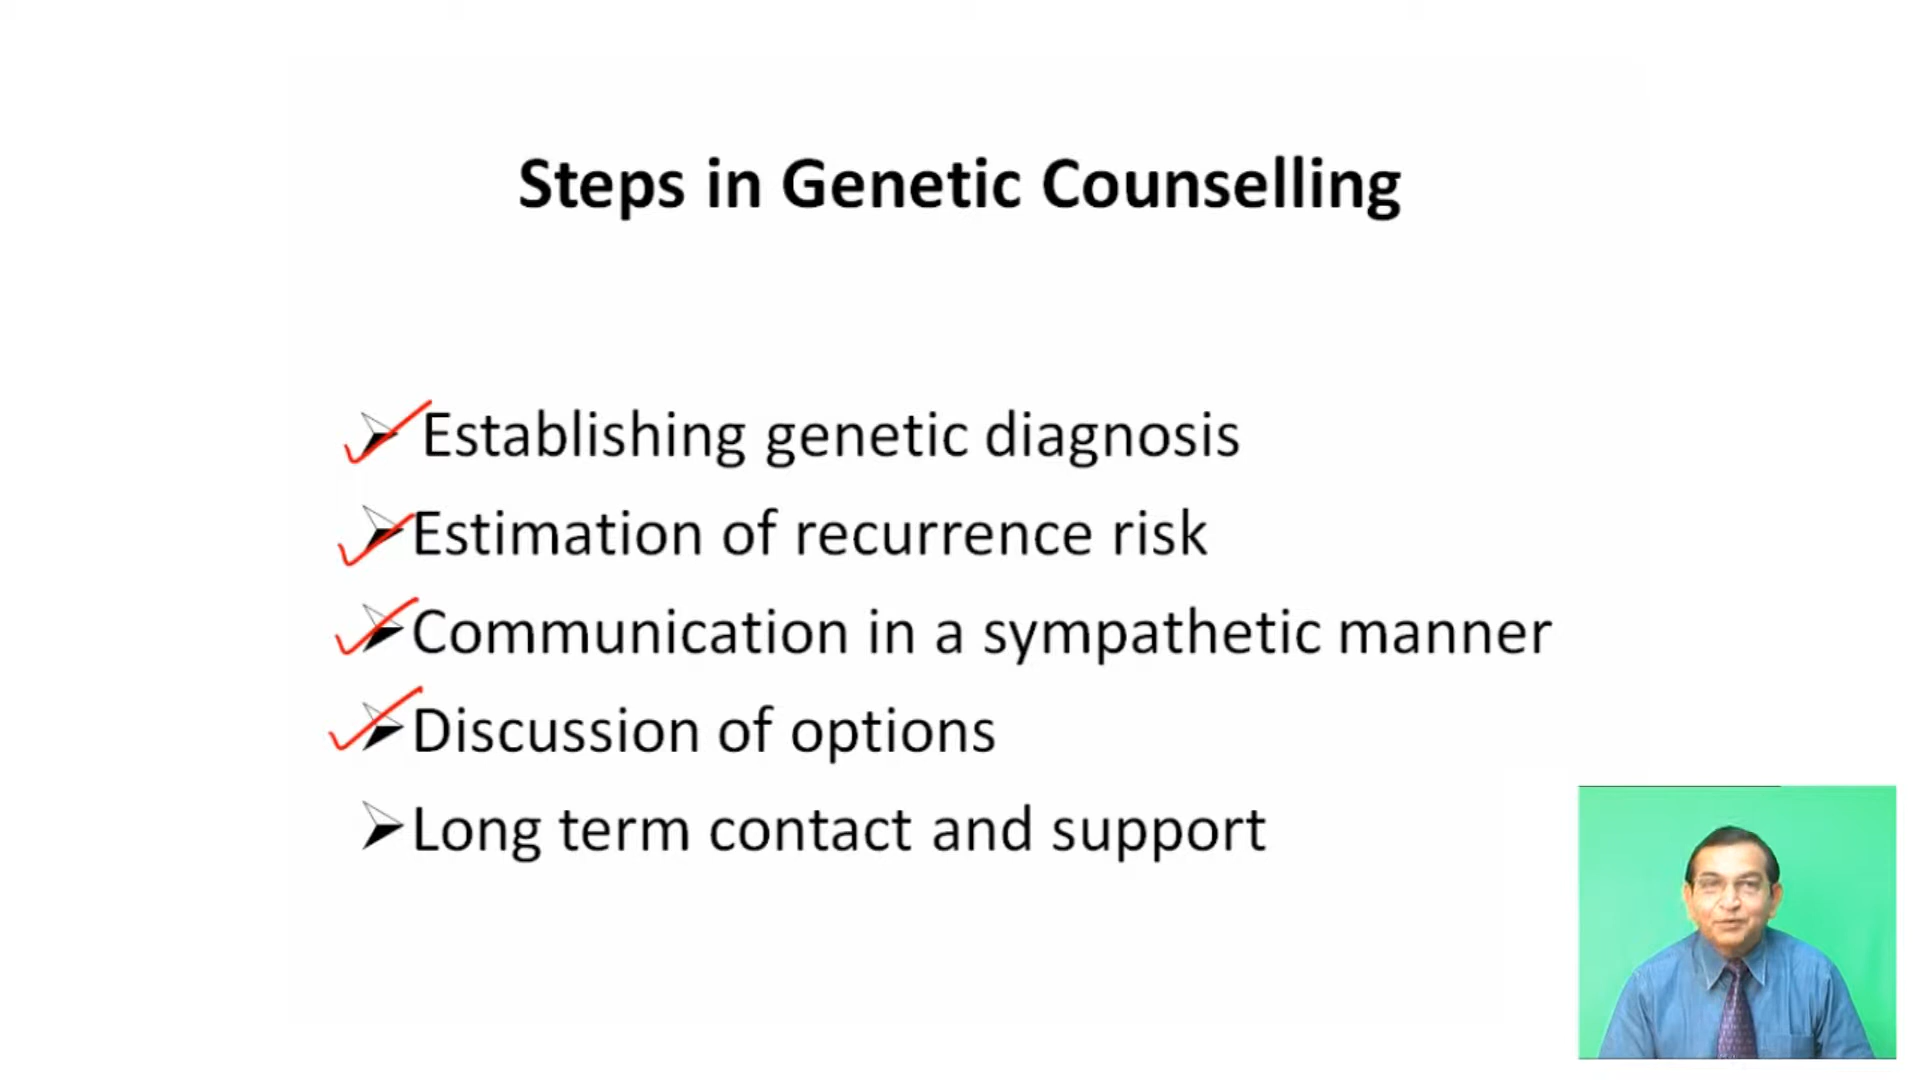 Steps in Genetic Counselling
Establishing genetic diagnosis
Estimation of recurrence risk
Communication in a sympathetic manner
Discussion of options
Long term contact and support